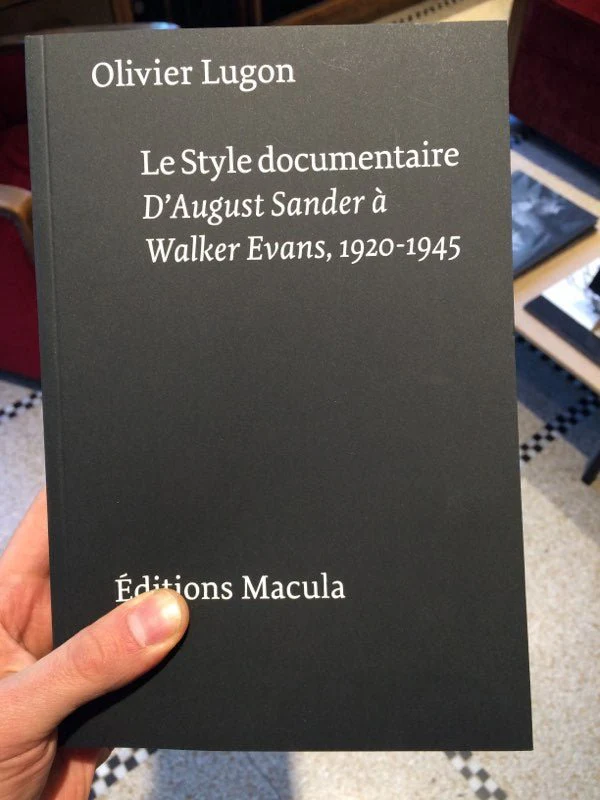 Olivier Lugon
Le Style documentaire
D'August Sander à
Walker Evans, 1920-1945
Éditions Macula